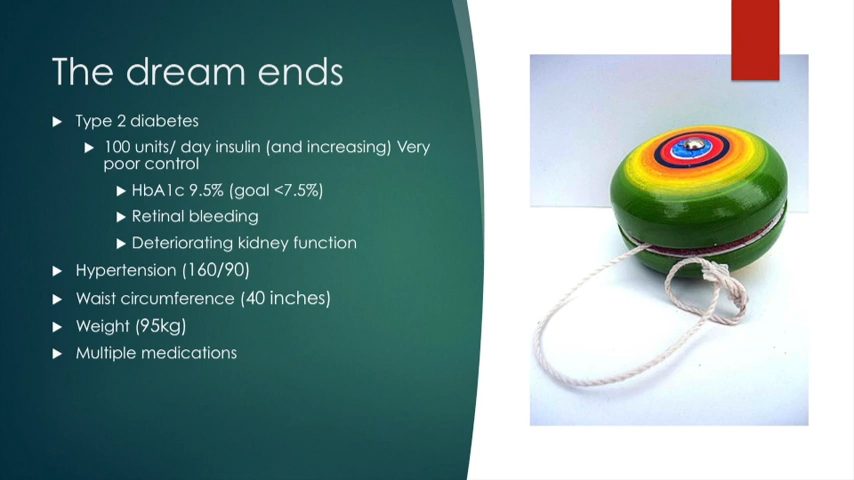 The dream ends
Type 2 diabetes
100 units/ day insulin (and increasing) Very
poor control
HbA1c 9.5% (goal <7.5%)
Retinal bleeding
Deteriorating kidney function
Hypertension (160/90)
Waist circumference (40 inches)
Weight (95kg)
Multiple medications